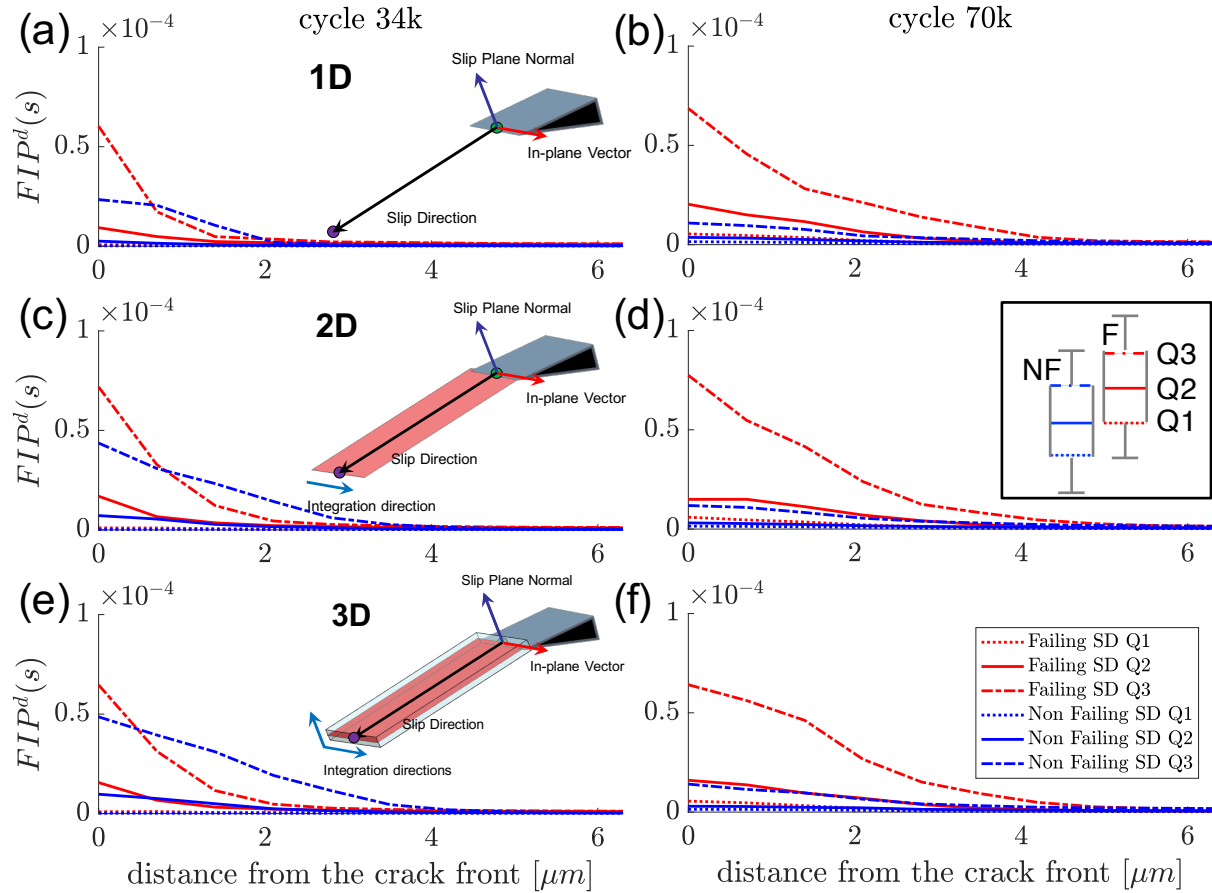 cycle 34k
cycle 70k
(a)
×10⁻⁴
1
0.5
0
FIPᵈ(s)
1D
Slip Plane Normal
In-plane Vector
Slip Direction
0 2 4 6
(b)
×10⁻⁴
1
0.5
0
0 2 4 6
(c)
×10⁻⁴
1
0.5
0
FIPᵈ(s)
2D
Slip Plane Normal
In-plane Vector
Slip Direction
Integration direction
0 2 4 6
(d)
×10⁻⁴
1
0.5
0
F
NF
Q3
Q2
Q1
0 2 4 6
(e)
×10⁻⁴
1
0.5
0
FIPᵈ(s)
3D
Slip Plane Normal
In-plane Vector
Slip Direction
Integration directions
0 2 4 6
distance from the crack front [μm]
(f)
×10⁻⁴
1
0.5
0
Failing SD Q1
Failing SD Q2
Failing SD Q3
Non Failing SD Q1
Non Failing SD Q2
Non Failing SD Q3
0 2 4 6
distance from the crack front [μm]